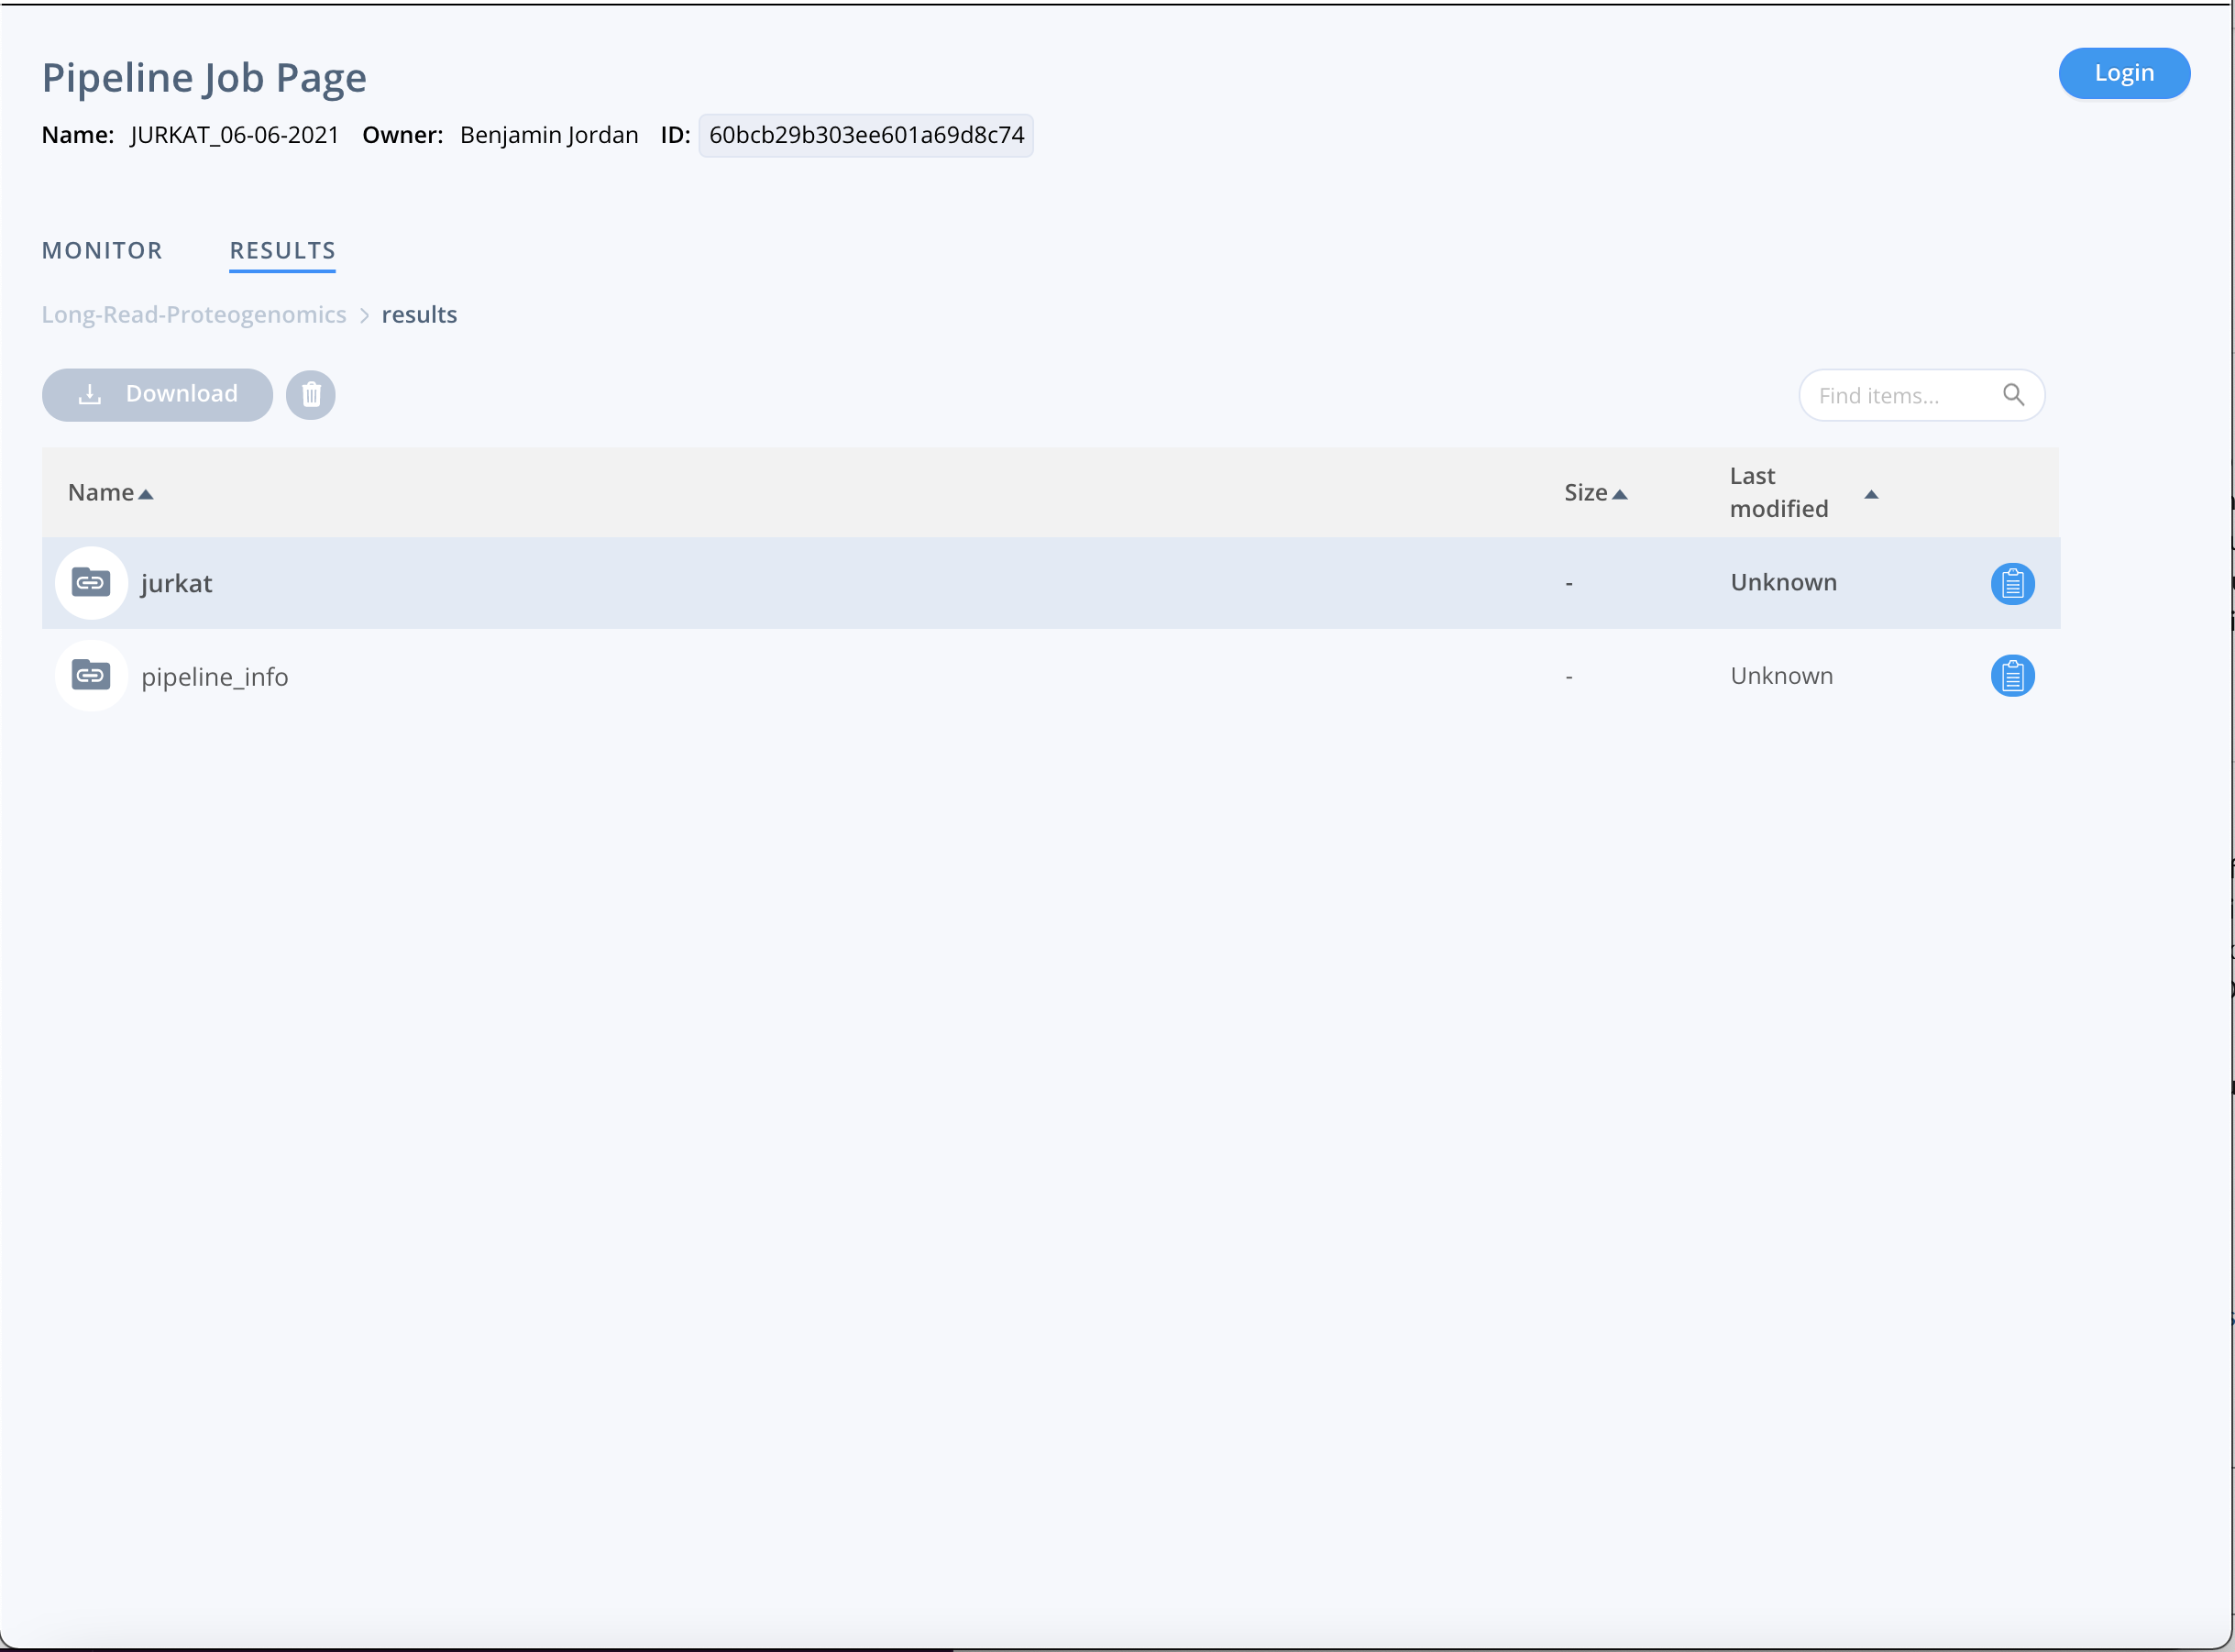 Pipeline Job Page
Login
Name: JURKAT_06-06-2021 Owner: Benjamin Jordan ID: 60bcb29b303ee601a69d8c74
MONITOR RESULTS
Long-Read-Proteogenomics > results
Download
Find items...
Name Size Last modified
jurkat - Unknown
pipeline_info - Unknown